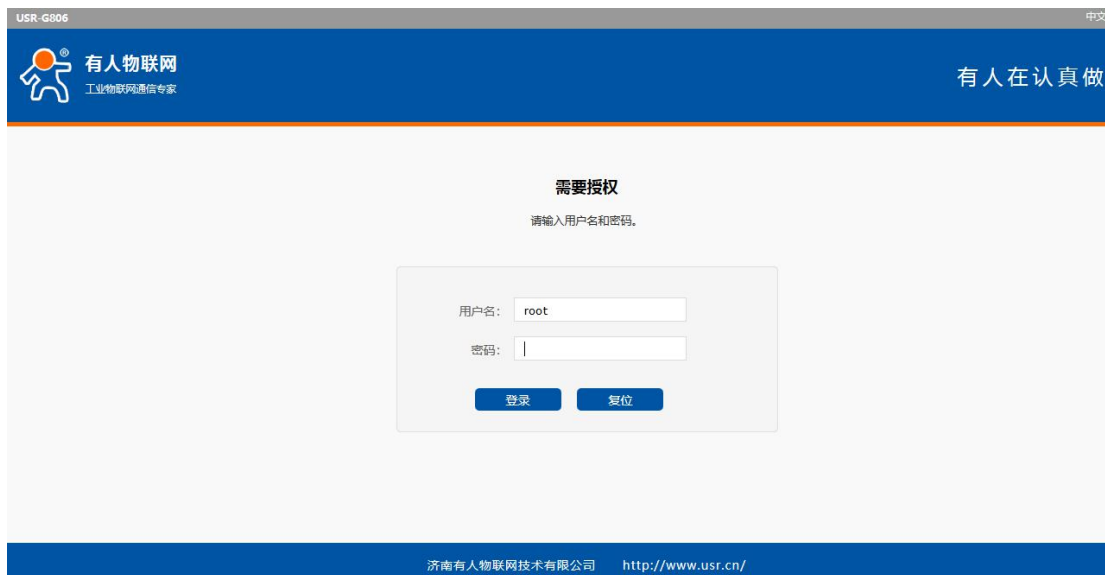 USR-G806
中文
®
有人物联网
工业物联网通信专家
有人在认真做
需要授权
请输入用户名和密码。
用户名： root
密码：
登录 复位
济南有人物联网技术有限公司 http://www.usr.cn/